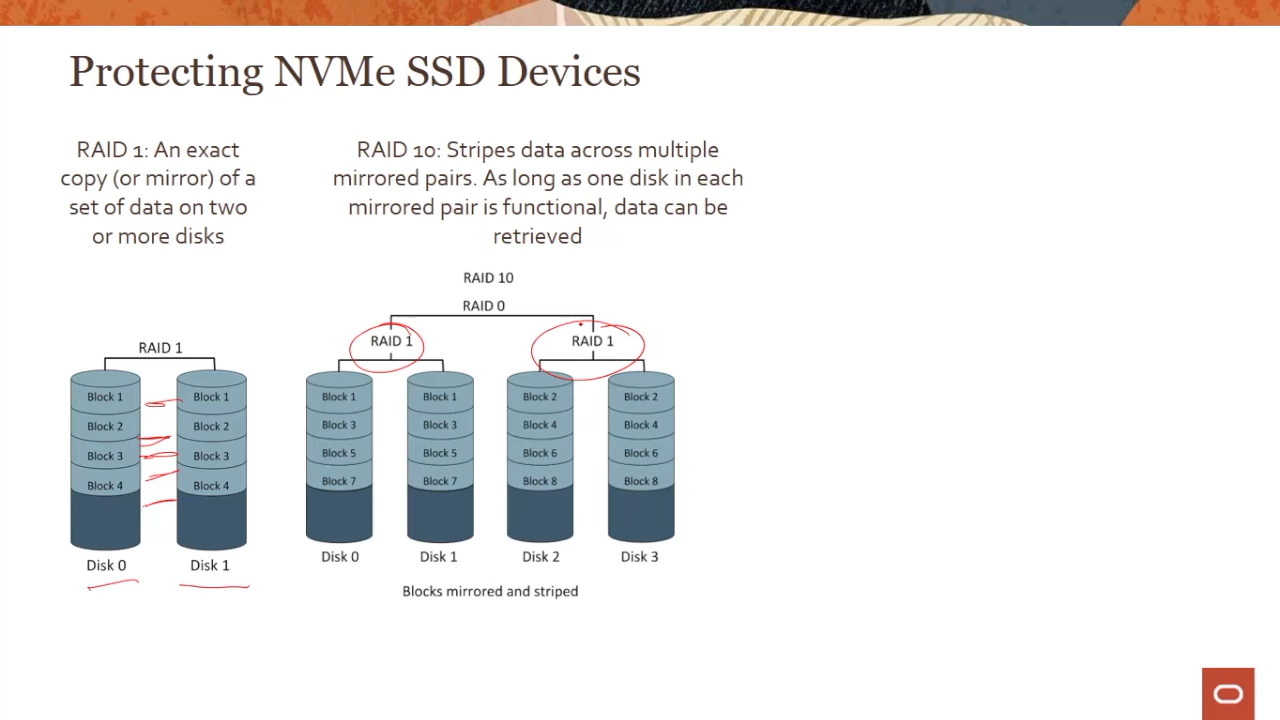 Protecting NVMe SSD Devices
RAID 1: An exact
copy (or mirror) of a
set of data on two
or more disks
RAID 10: Stripes data across multiple
mirrored pairs. As long as one disk in each
mirrored pair is functional, data can be
retrieved
RAID 1
Block 1
Block 2
Block 3
Block 4
Disk 0
Block 1
Block 2
Block 3
Block 4
Disk 1
RAID 10
RAID 0
RAID 1
RAID 1
Block 1
Block 3
Block 5
Block 7
Disk 0
Block 1
Block 3
Block 5
Block 7
Disk 1
Block 2
Block 4
Block 6
Block 8
Disk 2
Block 2
Block 4
Block 6
Block 8
Disk 3
Blocks mirrored and striped